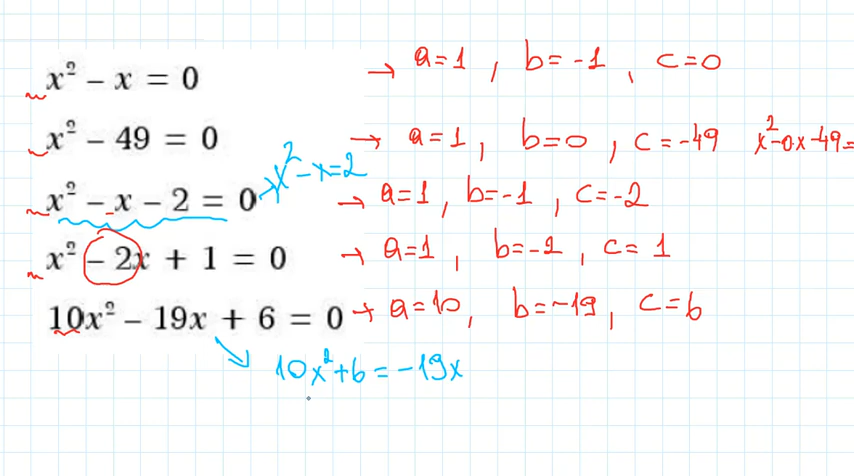 x² − x = 0 → a=1, b=-1, c=0
x² − 49 = 0 → a=1, b=0, c=-49 x²-0x-49=
x² − x − 2 = 0 → x²-x=2 → a=1, b=-1, c=-2
x² − 2x + 1 = 0 → a=1, b=-2, c=1
10x² − 19x + 6 = 0 → a=10, b=-19, c=6
10x²+6=-19x